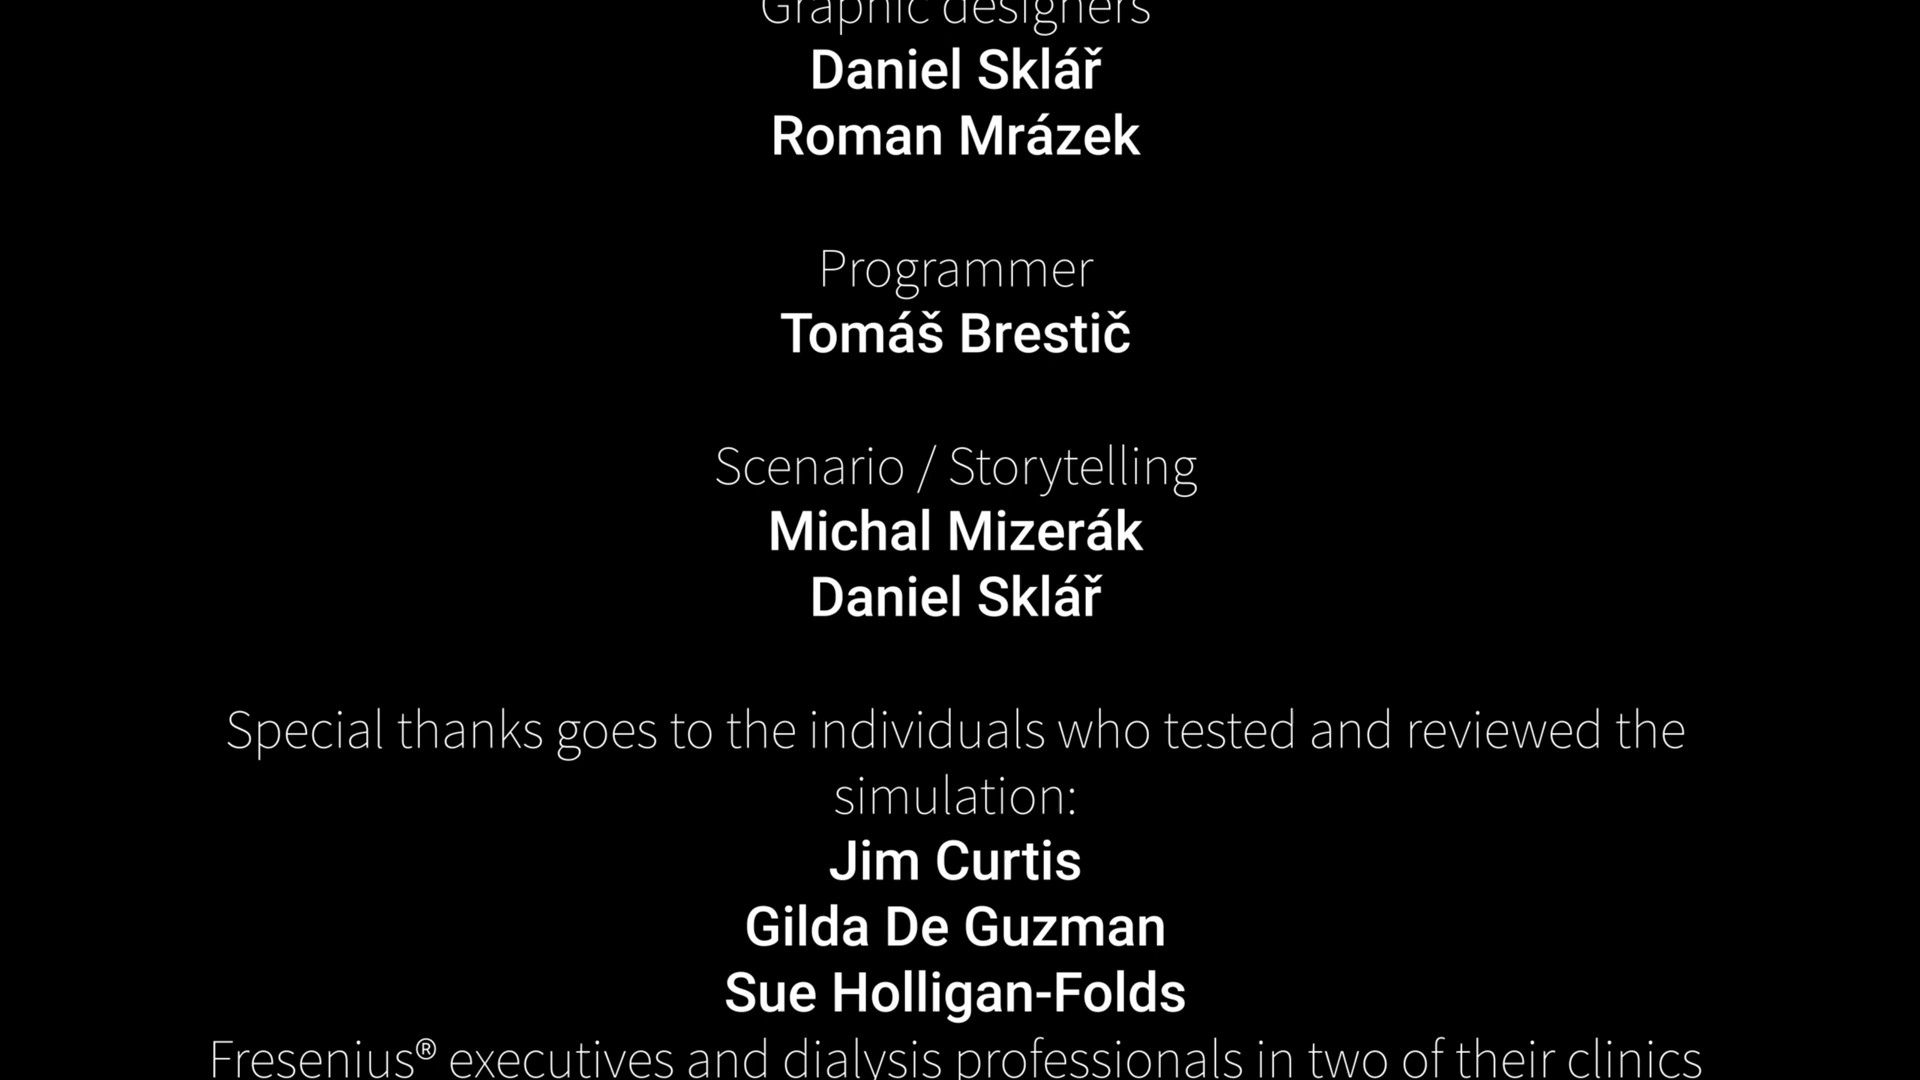 Graphic designers
Daniel Sklář
Roman Mrázek
Programmer
Tomáš Brestič
Scenario / Storytelling
Michal Mizerák
Daniel Sklář
Special thanks goes to the individuals who tested and reviewed the
simulation:
Jim Curtis
Gilda De Guzman
Sue Holligan-Folds
Fresenius® executives and dialysis professionals in two of their clinics